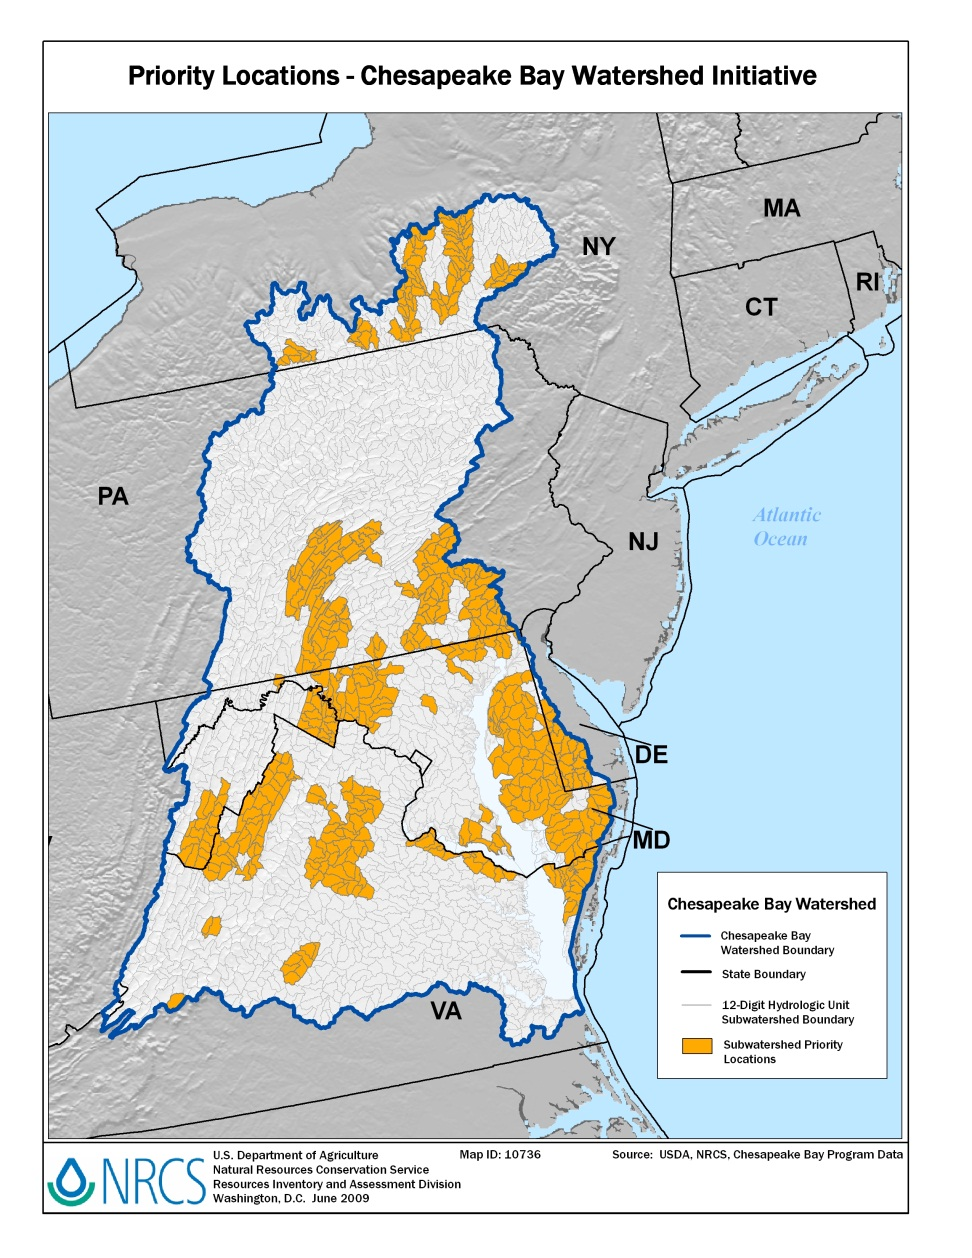 Priority Locations - Chesapeake Bay Watershed Initiative
NY
MA
CT
RI
PA
NJ
Atlantic
Ocean
DE
MD
VA
Chesapeake Bay Watershed
Chesapeake Bay
Watershed Boundary
State Boundary
12-Digit Hydrologic Unit
Subwatershed Boundary
Subwatershed Priority
Locations
NRCS
U.S. Department of Agriculture
Natural Resources Conservation Service
Resources Inventory and Assessment Division
Washington, D.C. June 2009
Map ID: 10736
Source: USDA, NRCS, Chesapeake Bay Program Data